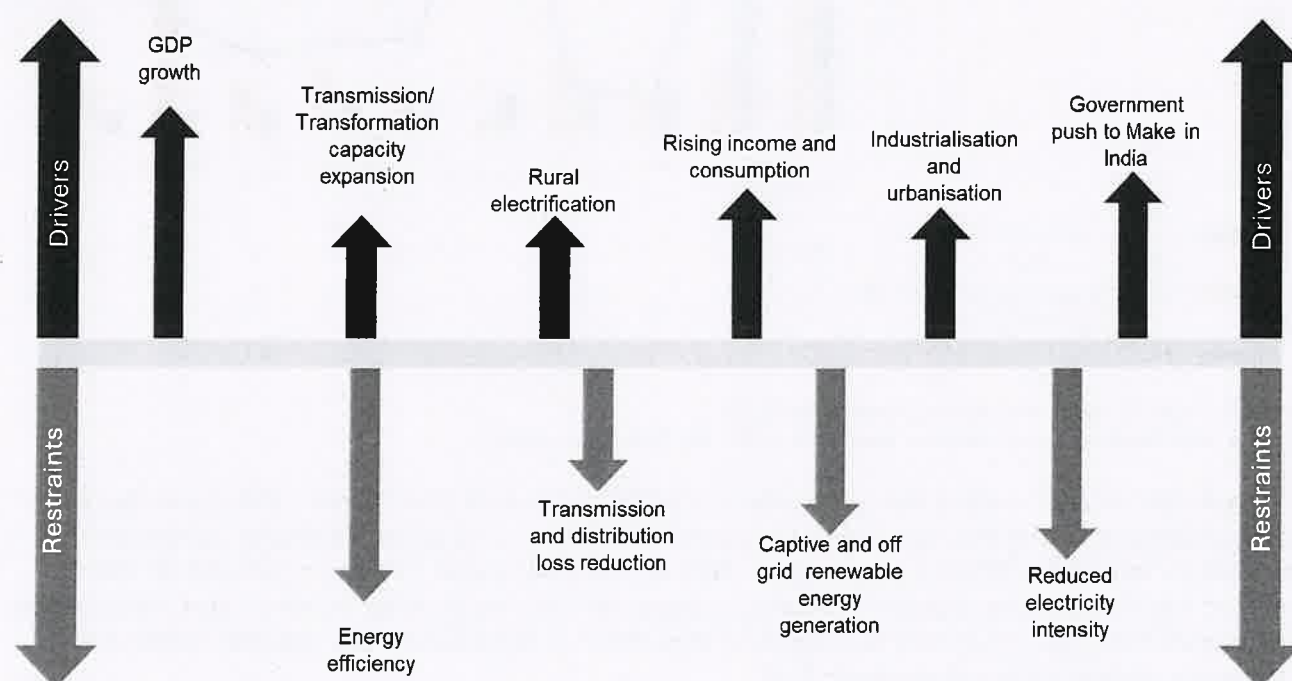 GDP
growth
Transmission/
Transformation
capacity
expansion
Rural
electrification
Rising income and
consumption
Industrialisation
and
urbanisation
Government
push to Make in
India
Drivers
Drivers
Restraints
Restraints
Energy
efficiency
Transmission
and distribution
loss reduction
Captive and off
grid renewable
energy
generation
Reduced
electricity
intensity